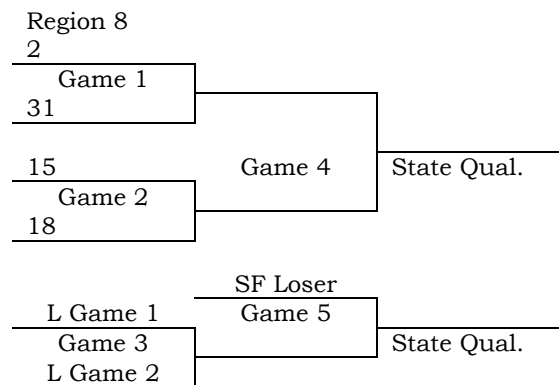 Region 8
2
Game 1
31
15
Game 4
State Qual.
Game 2
18
SF Loser
L Game 1
Game 5
Game 3
State Qual.
L Game 2